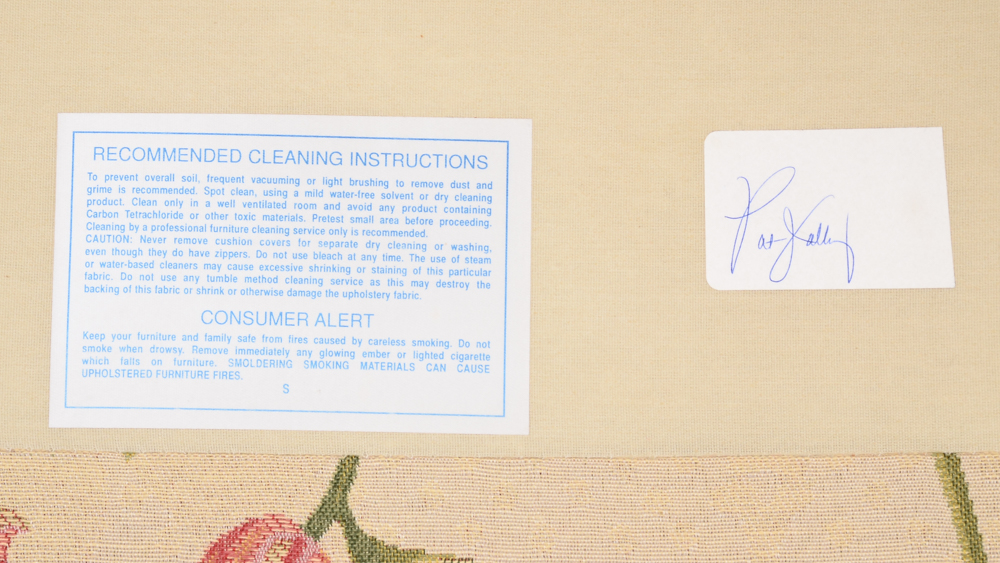 RECOMMENDED CLEANING INSTRUCTIONS
To prevent overall soil, frequent vacuuming or light brushing to remove dust and
grime is recommended. Spot clean, using a mild water-free solvent or dry cleaning
product. Clean only in a well ventilated room and avoid any product containing
Carbon Tetrachloride or other toxic materials. Pretest small area before proceeding.
Cleaning by a professional furniture cleaning service only is recommended.
CAUTION: Never remove cushion covers for separate dry cleaning or washing,
even though they do have zippers. Do not use bleach at any time. The use of steam
or water-based cleaners may cause excessive shrinking or staining of this particular
fabric. Do not use any tumble method cleaning service as this may destroy the
backing of this fabric or shrink or otherwise damage the upholstery fabric.
CONSUMER ALERT
Keep your furniture and family safe from fires caused by careless smoking. Do not
smoke when drowsy. Remove immediately any glowing ember or lighted cigarette
which falls on furniture. SMOLDERING SMOKING MATERIALS CAN CAUSE
UPHOLSTERED FURNITURE FIRES.
S
Pat